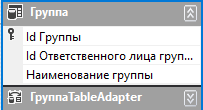 Группа
Id Группы
Id Ответственного лица груп...
Наименование группы
ГруппаTableAdapter